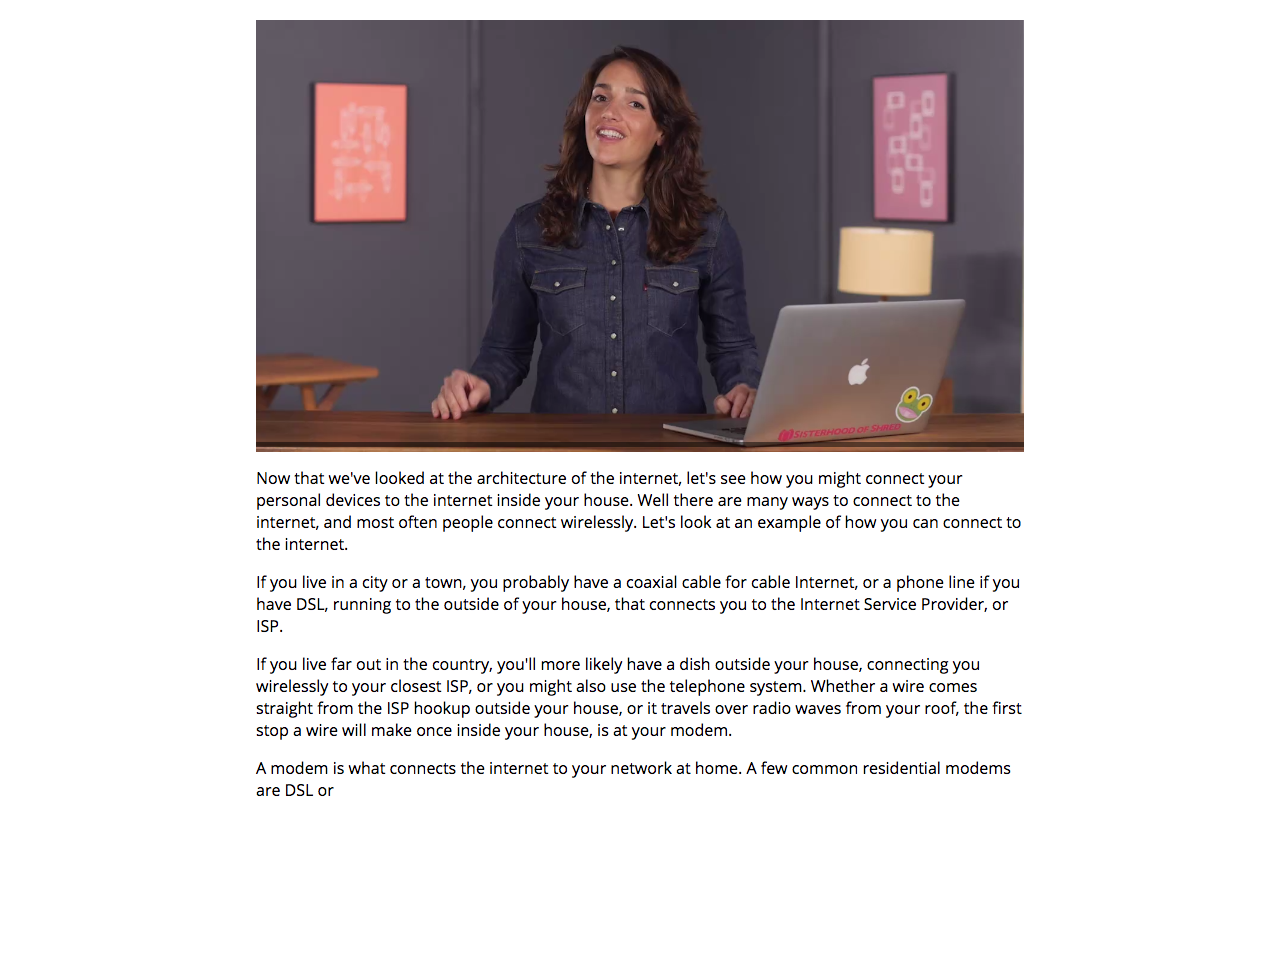 SISTERHOOD OF SHRED
Now that we've looked at the architecture of the internet, let's see how you might connect your
personal devices to the internet inside your house. Well there are many ways to connect to the
internet, and most often people connect wirelessly. Let's look at an example of how you can connect to
the internet.
If you live in a city or a town, you probably have a coaxial cable for cable Internet, or a phone line if you
have DSL, running to the outside of your house, that connects you to the Internet Service Provider, or
ISP.
If you live far out in the country, you'll more likely have a dish outside your house, connecting you
wirelessly to your closest ISP, or you might also use the telephone system. Whether a wire comes
straight from the ISP hookup outside your house, or it travels over radio waves from your roof, the first
stop a wire will make once inside your house, is at your modem.
A modem is what connects the internet to your network at home. A few common residential modems
are DSL or